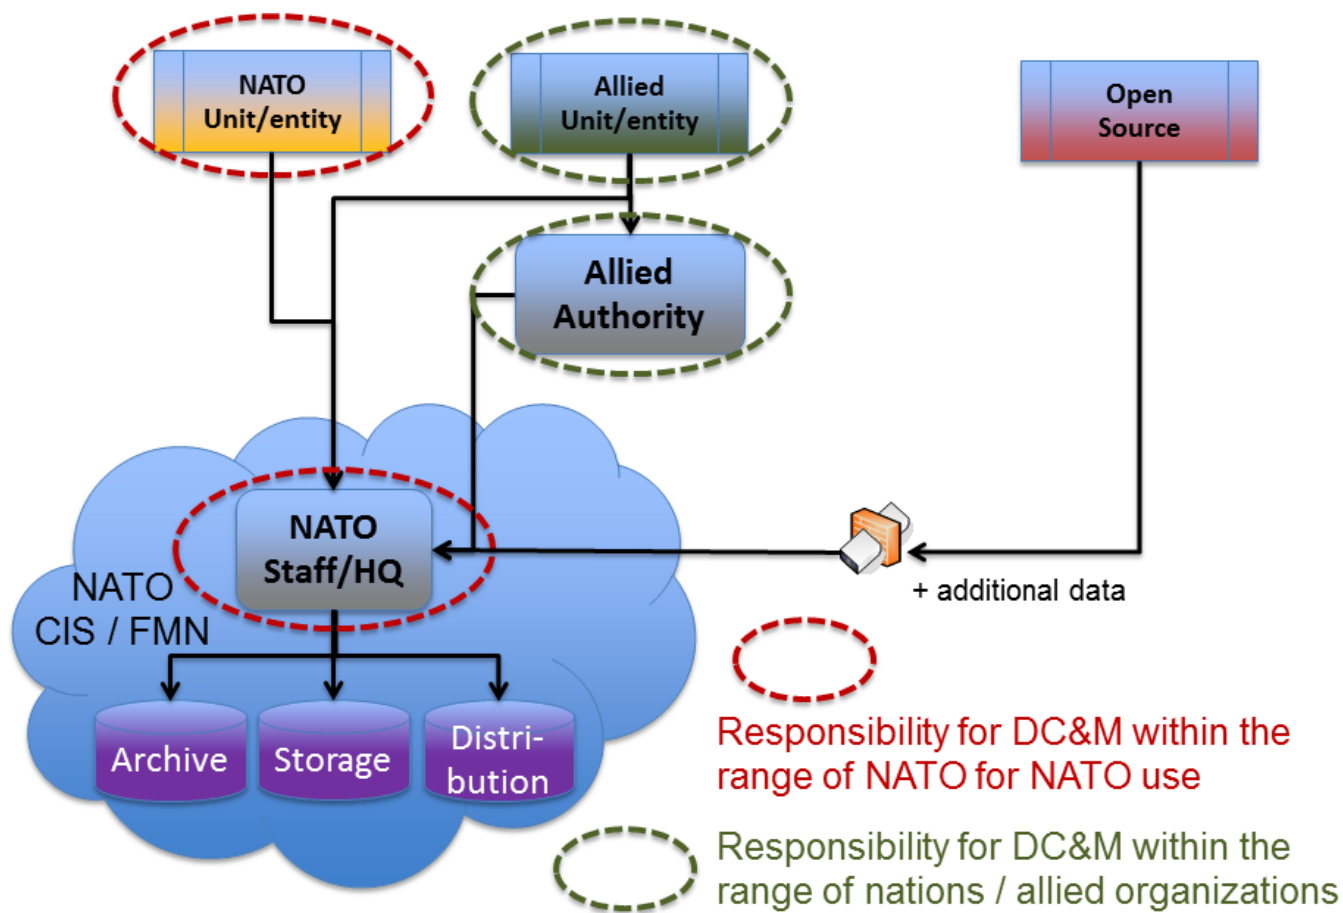 NATO
Unit/entity
Allied
Unit/entity
Open
Source
Allied
Authority
NATO
Staff/HQ
NATO
CIS / FMN
+ additional data
Archive
Storage
Distri-
bution
Responsibility for DC&M within the
range of NATO for NATO use
Responsibility for DC&M within the
range of nations / allied organizations